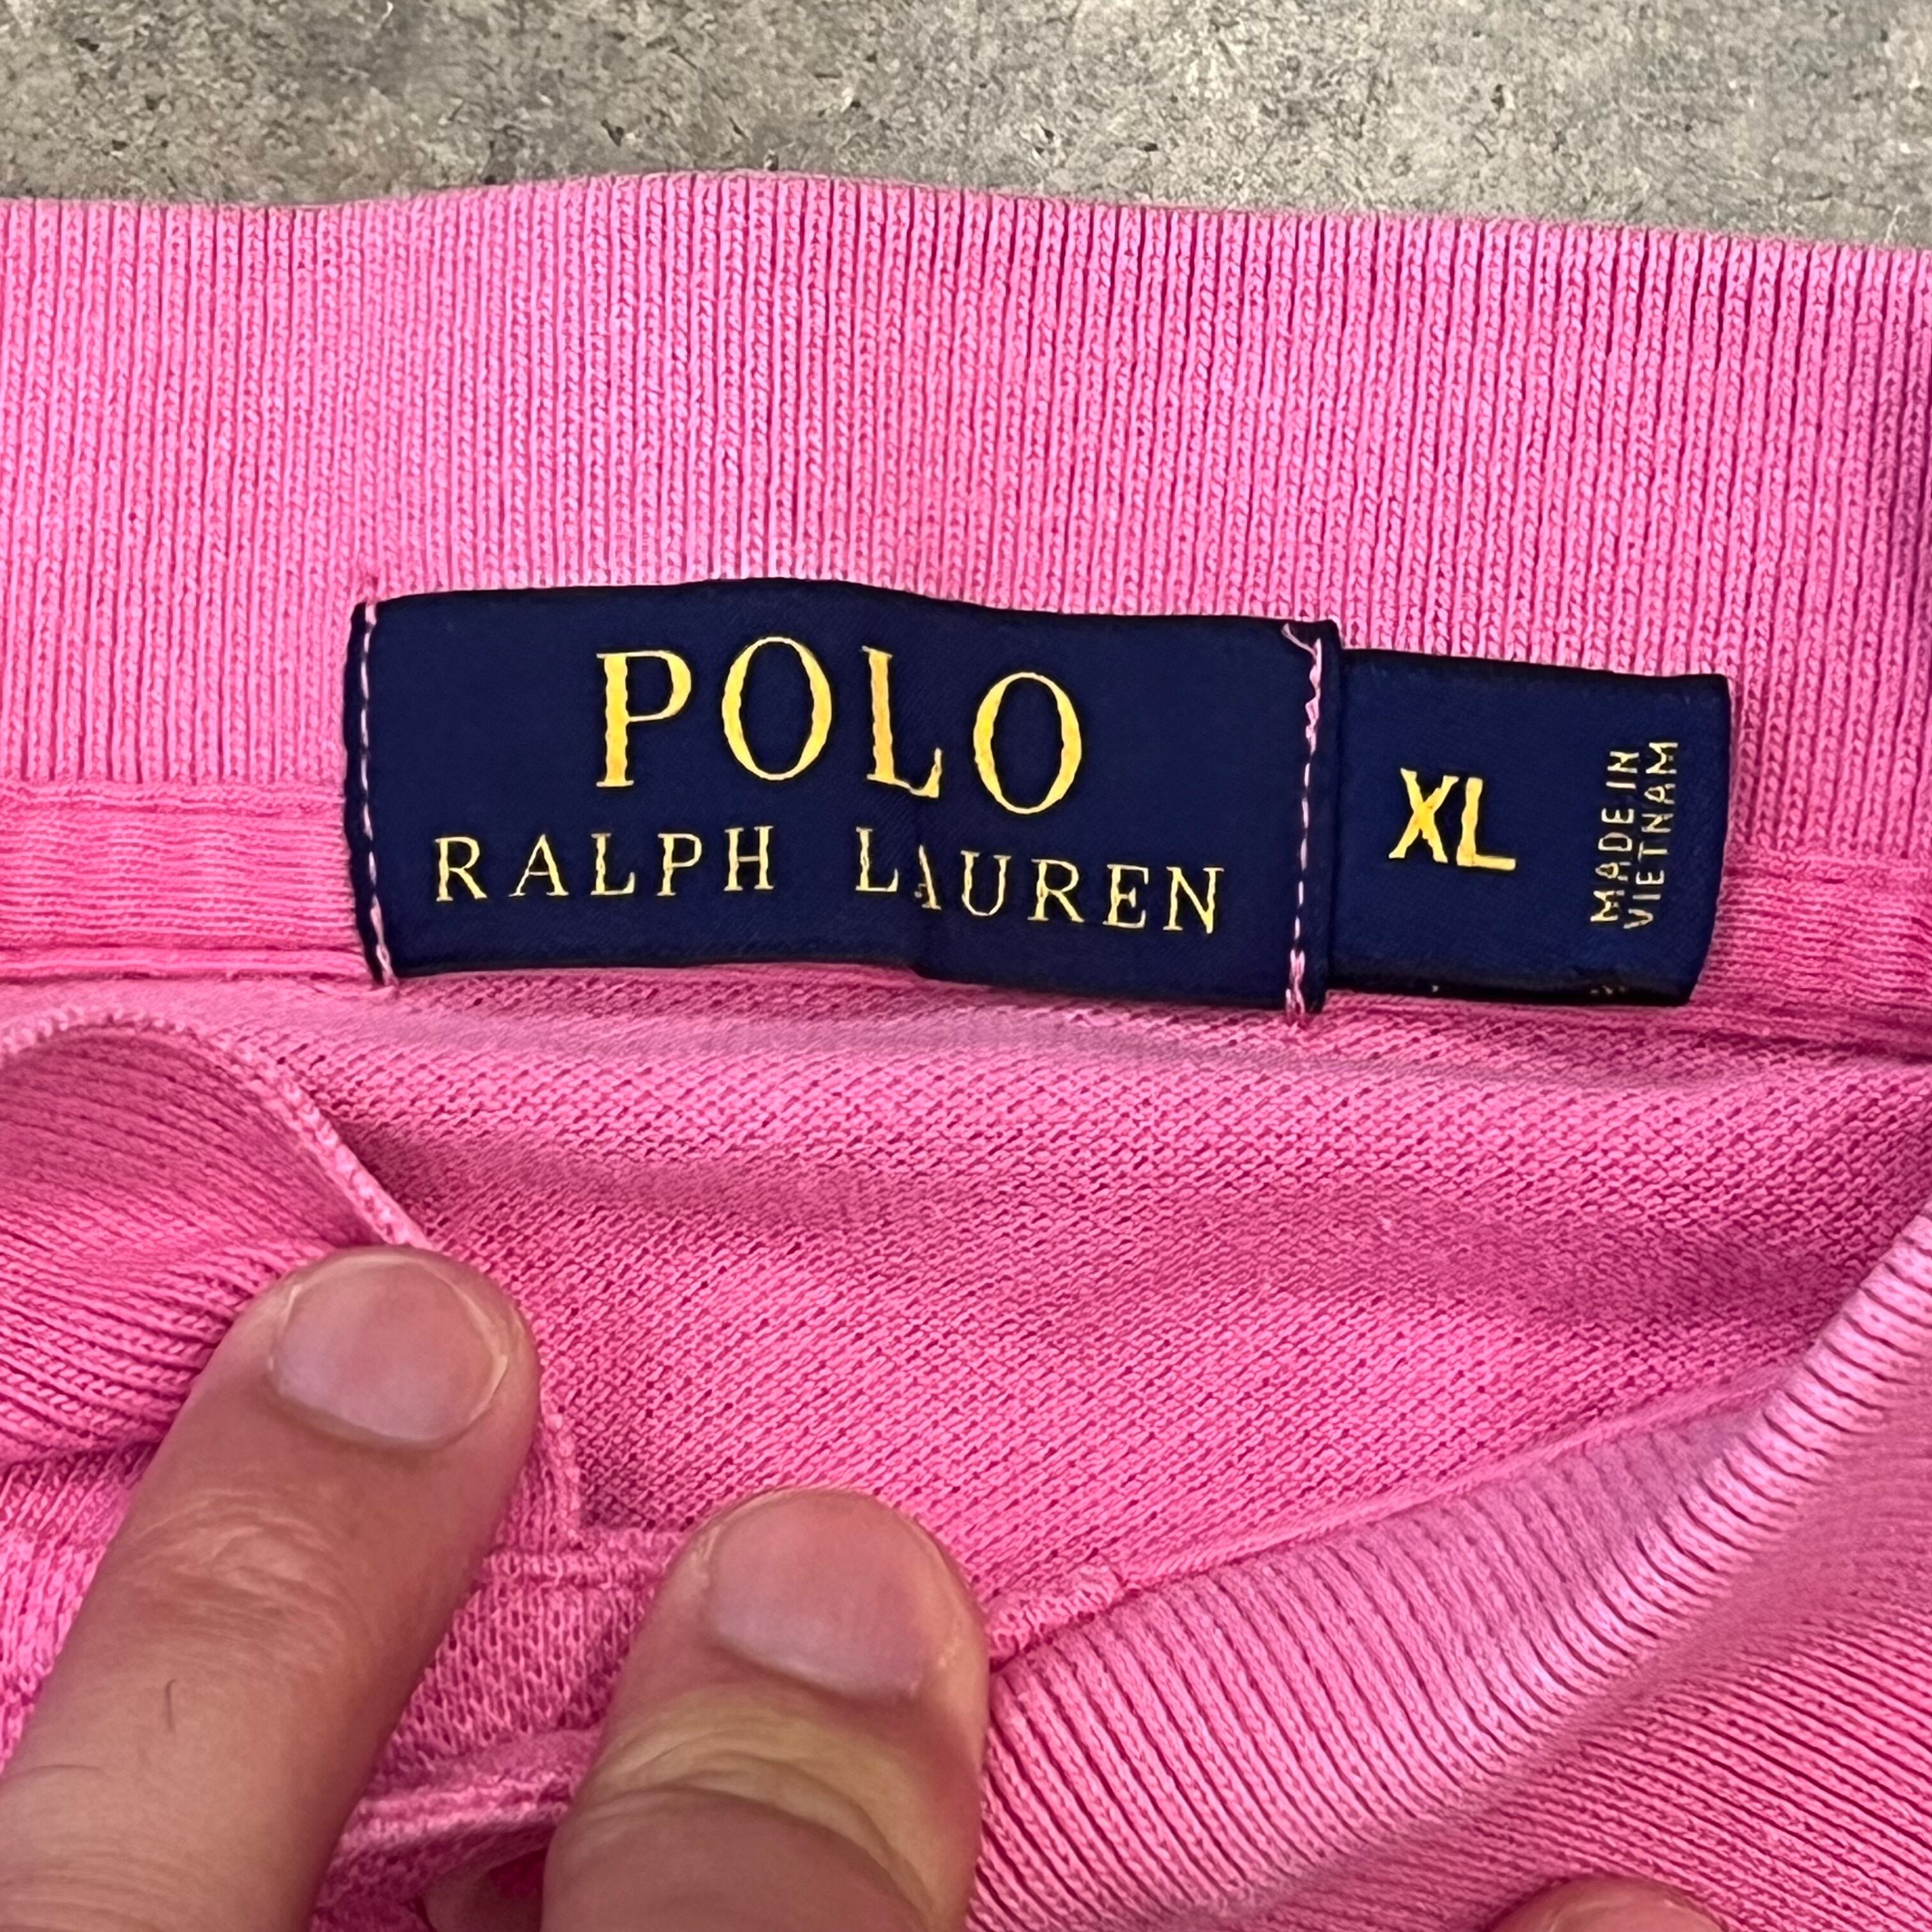 POLO
RALPH LAUREN
XL
MADE IN
VIETNAM